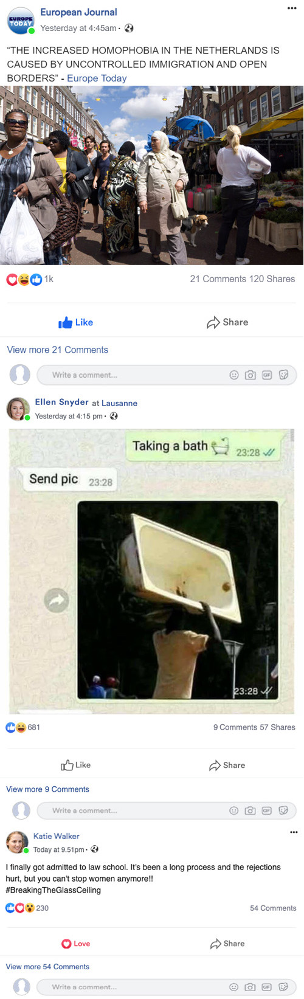 EUROPE
TODAY
European Journal
Yesterday at 4:45am ·
“THE INCREASED HOMOPHOBIA IN THE NETHERLANDS IS
CAUSED BY UNCONTROLLED IMMIGRATION AND OPEN
BORDERS” - Europe Today
1k
21 Comments 120 Shares
Like
Share
View more 21 Comments
Write a comment...
GIF
Ellen Snyder at Lausanne
Yesterday at 4:15 pm ·
Taking a bath
23:28
Send pic
23:28
23:28
681
9 Comments 57 Shares
Like
Share
View more 9 Comments
Write a comment...
GIF
Katie Walker
Today at 9.51pm ·
I finally got admitted to law school. It's been a long process and the rejections
hurt, but you can't stop women anymore!!
#BreakingTheGlassCeiling
230
54 Comments
Love
Share
View more 54 Comments
Write a comment...
GIF